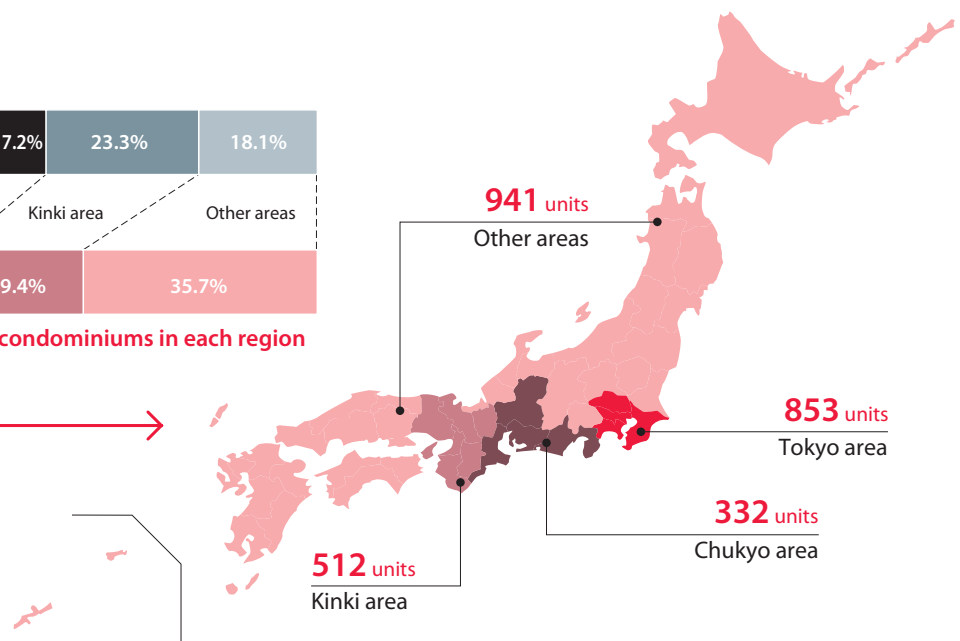 7.2% 23.3% 18.1%
Kinki area Other areas
9.4% 35.7%
condominiums in each region
941 units
Other areas
853 units
Tokyo area
332 units
Chukyo area
512 units
Kinki area